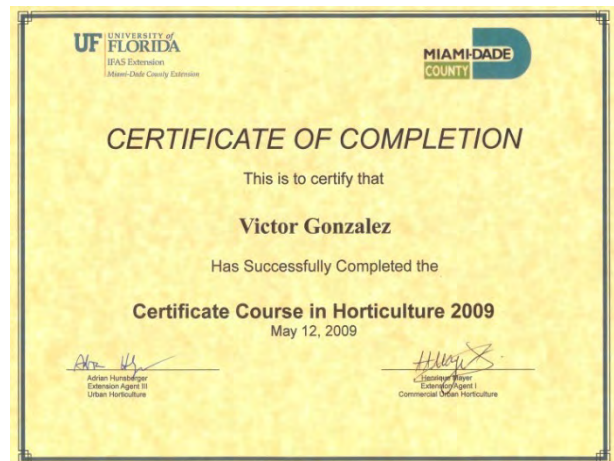 UF UNIVERSITY of
FLORIDA
IFAS Extension
Miami-Dade County Extension
MIAMI-DADE
COUNTY
CERTIFICATE OF COMPLETION
This is to certify that
Victor Gonzalez
Has Successfully Completed the
Certificate Course in Horticulture 2009
May 12, 2009
Adrian Hunsberger
Extension Agent III
Urban Horticulture
Henrique Mayer
Extension Agent I
Commercial Urban Horticulture